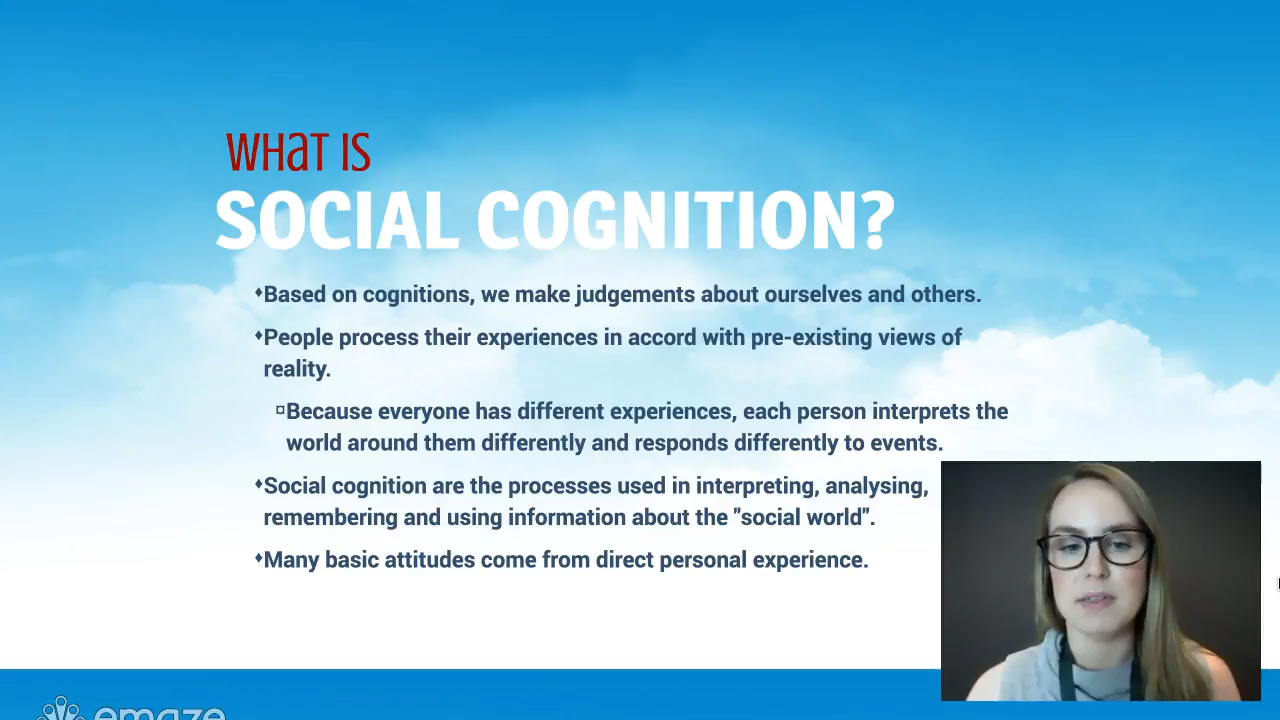 WHaT IS
SOCIAL COGNITION?
♦Based on cognitions, we make judgements about ourselves and others.
♦People process their experiences in accord with pre-existing views of
reality.
¤Because everyone has different experiences, each person interprets the
world around them differently and responds differently to events.
♦Social cognition are the processes used in interpreting, analysing,
remembering and using information about the "social world".
♦Many basic attitudes come from direct personal experience.
emaze